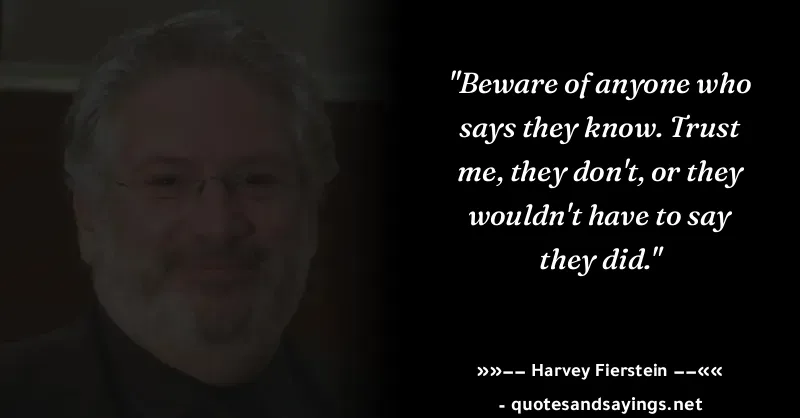 "Beware of anyone who
says they know. Trust
me, they don't, or they
wouldn't have to say
they did."
»»–– Harvey Fierstein ––««
- quotesandsayings.net